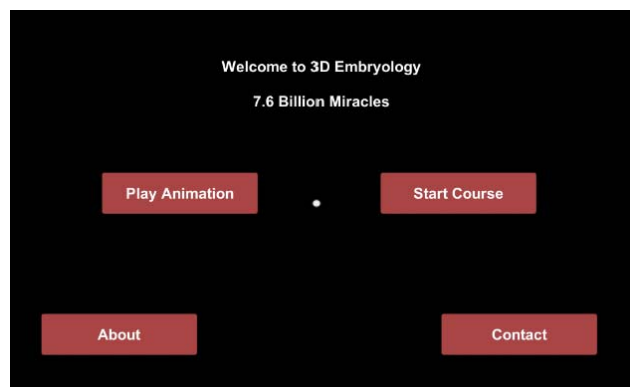 Welcome to 3D Embryology
7.6 Billion Miracles
Play Animation
Start Course
About
Contact